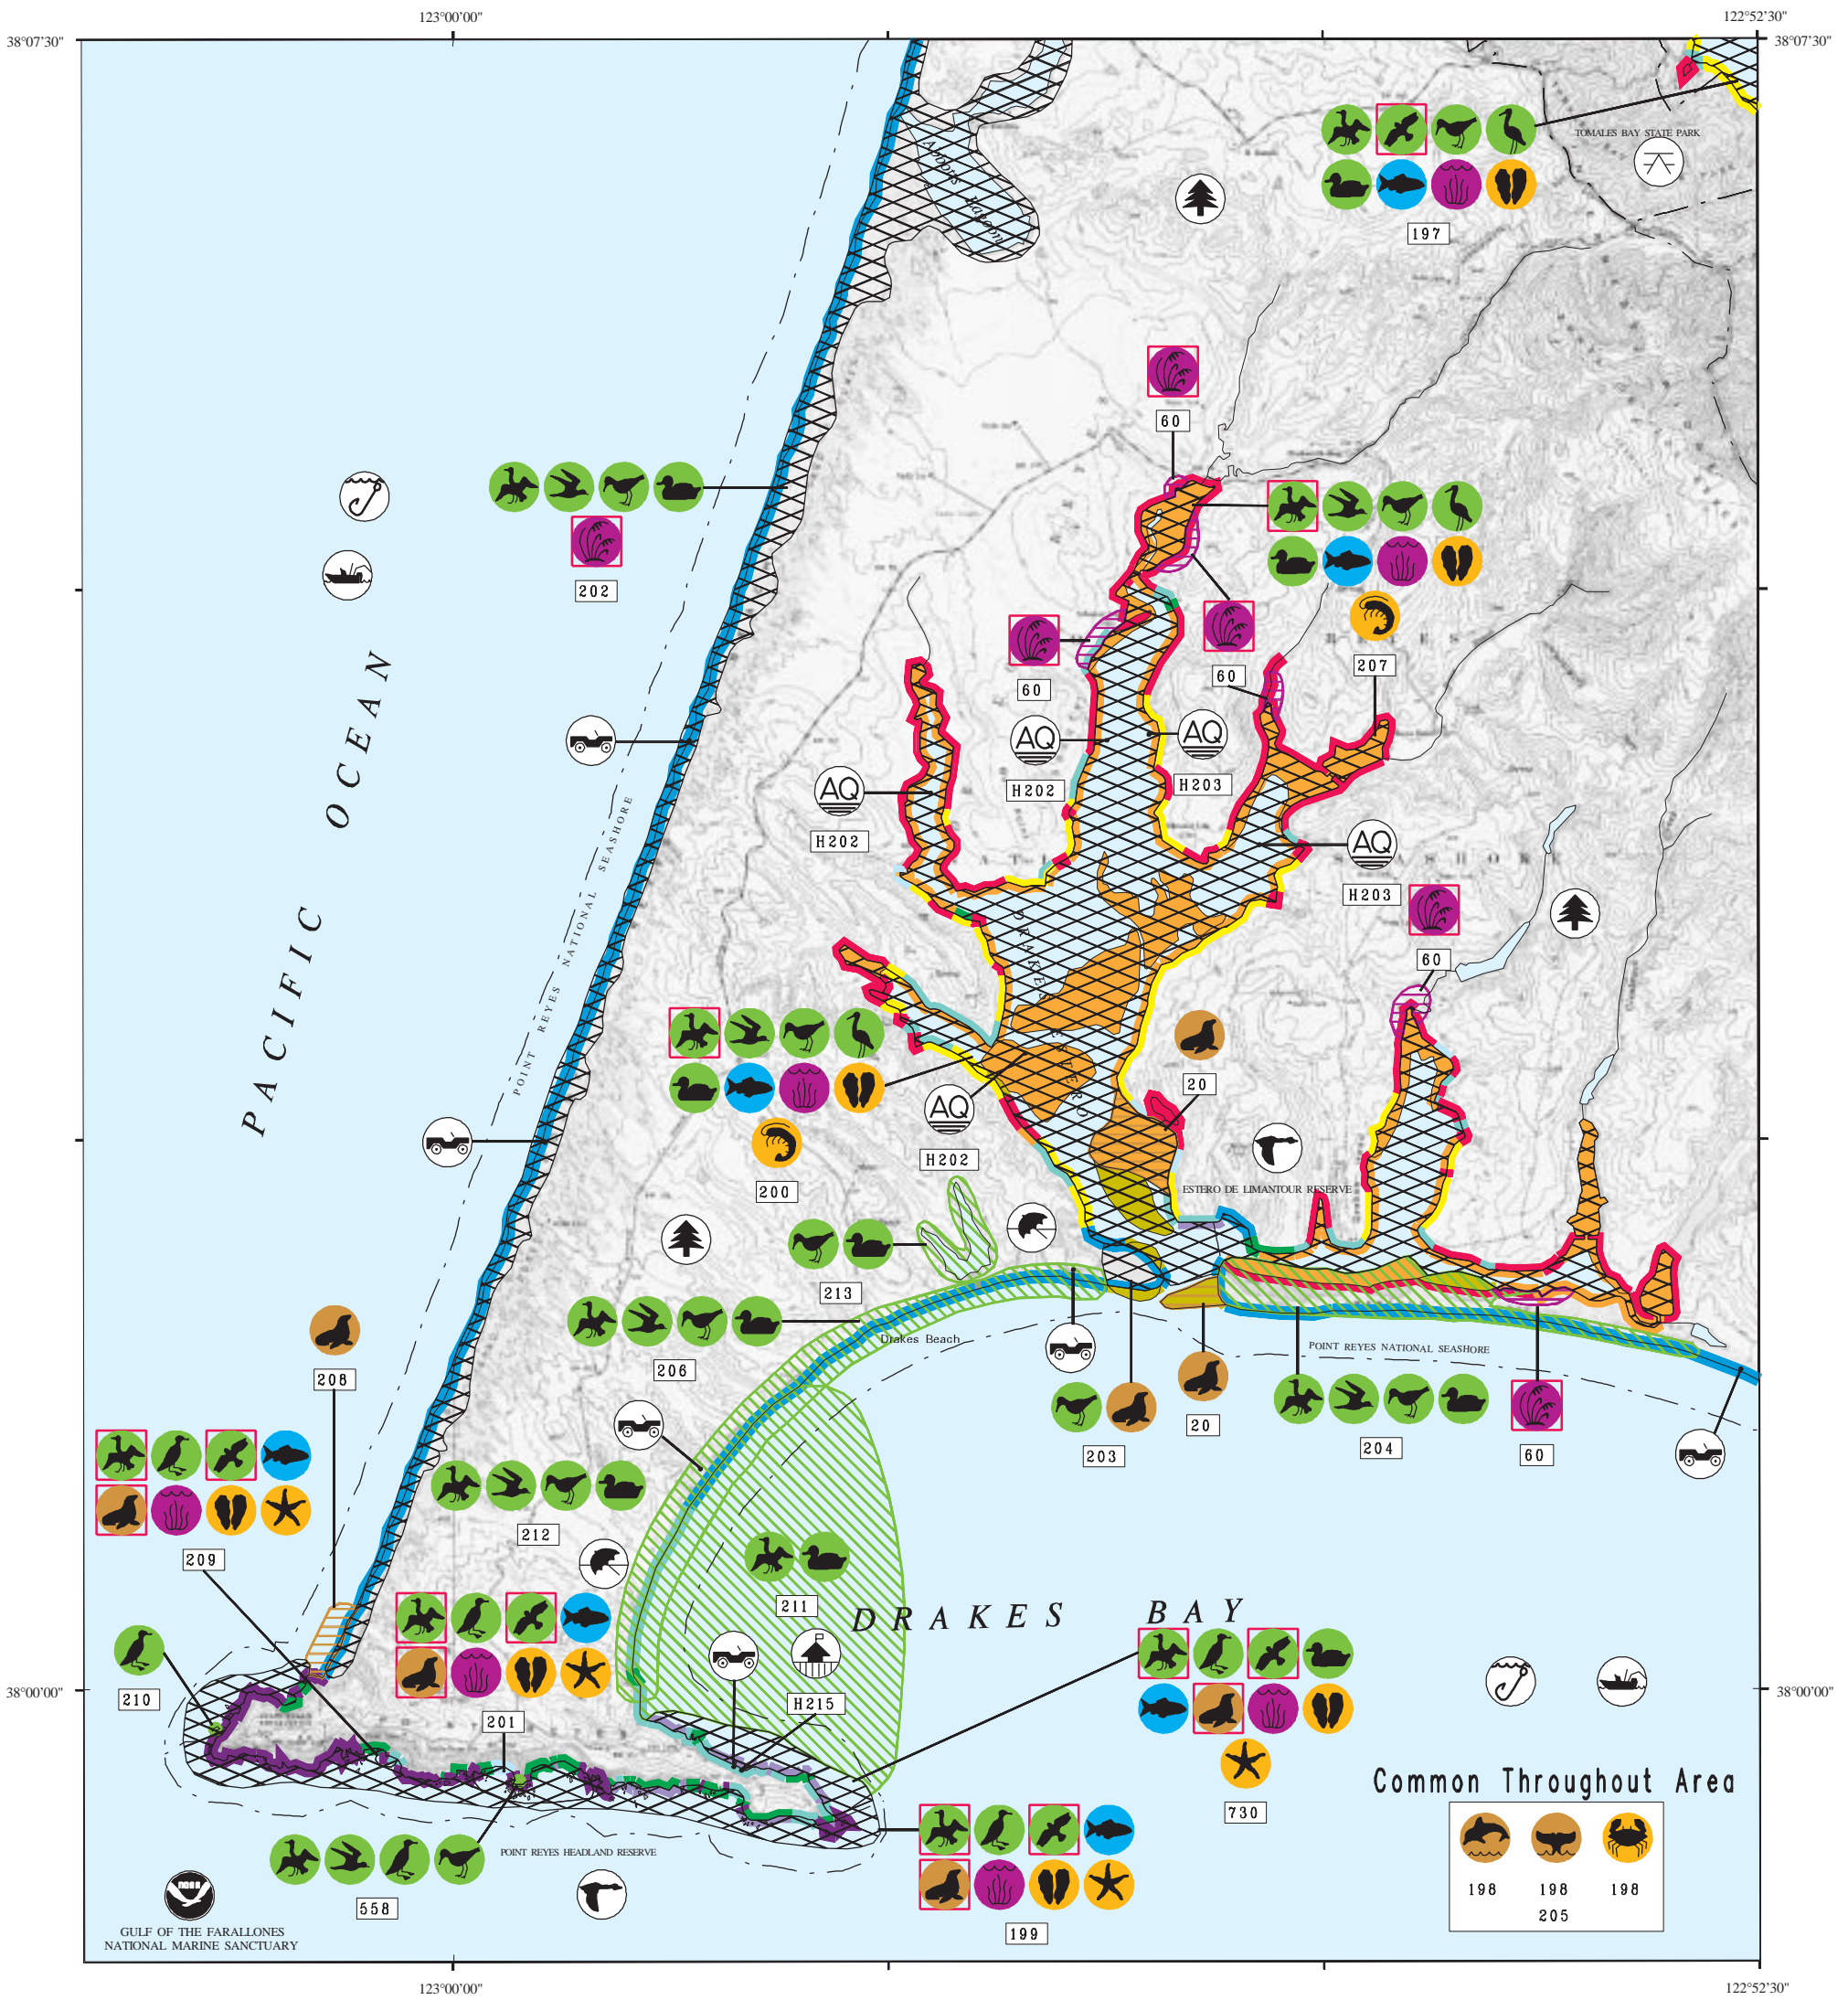 123°00'00"
122°52'30"
38°07'30"
38°07'30"
TOMALES BAY STATE PARK
197
Abbotts Lagoon
60
202
207
60
60
AQ
H202
AQ
H203
AQ
H202
AQ
H203
60
PACIFIC OCEAN
POINT REYES NATIONAL SEASHORE
DRAKES ESTERO
20
AQ
H202
200
ESTERO DE LIMANTOUR RESERVE
213
206
Drakes Beach
POINT REYES NATIONAL SEASHORE
208
203
20
204
60
209
212
211
DRAKES BAY
210
H215
201
38°00'00"
38°00'00"
730
Common Throughout Area
198
198
198
205
POINT REYES HEADLAND RESERVE
558
199
noaa
GULF OF THE FARALLONES
NATIONAL MARINE SANCTUARY
123°00'00"
122°52'30"